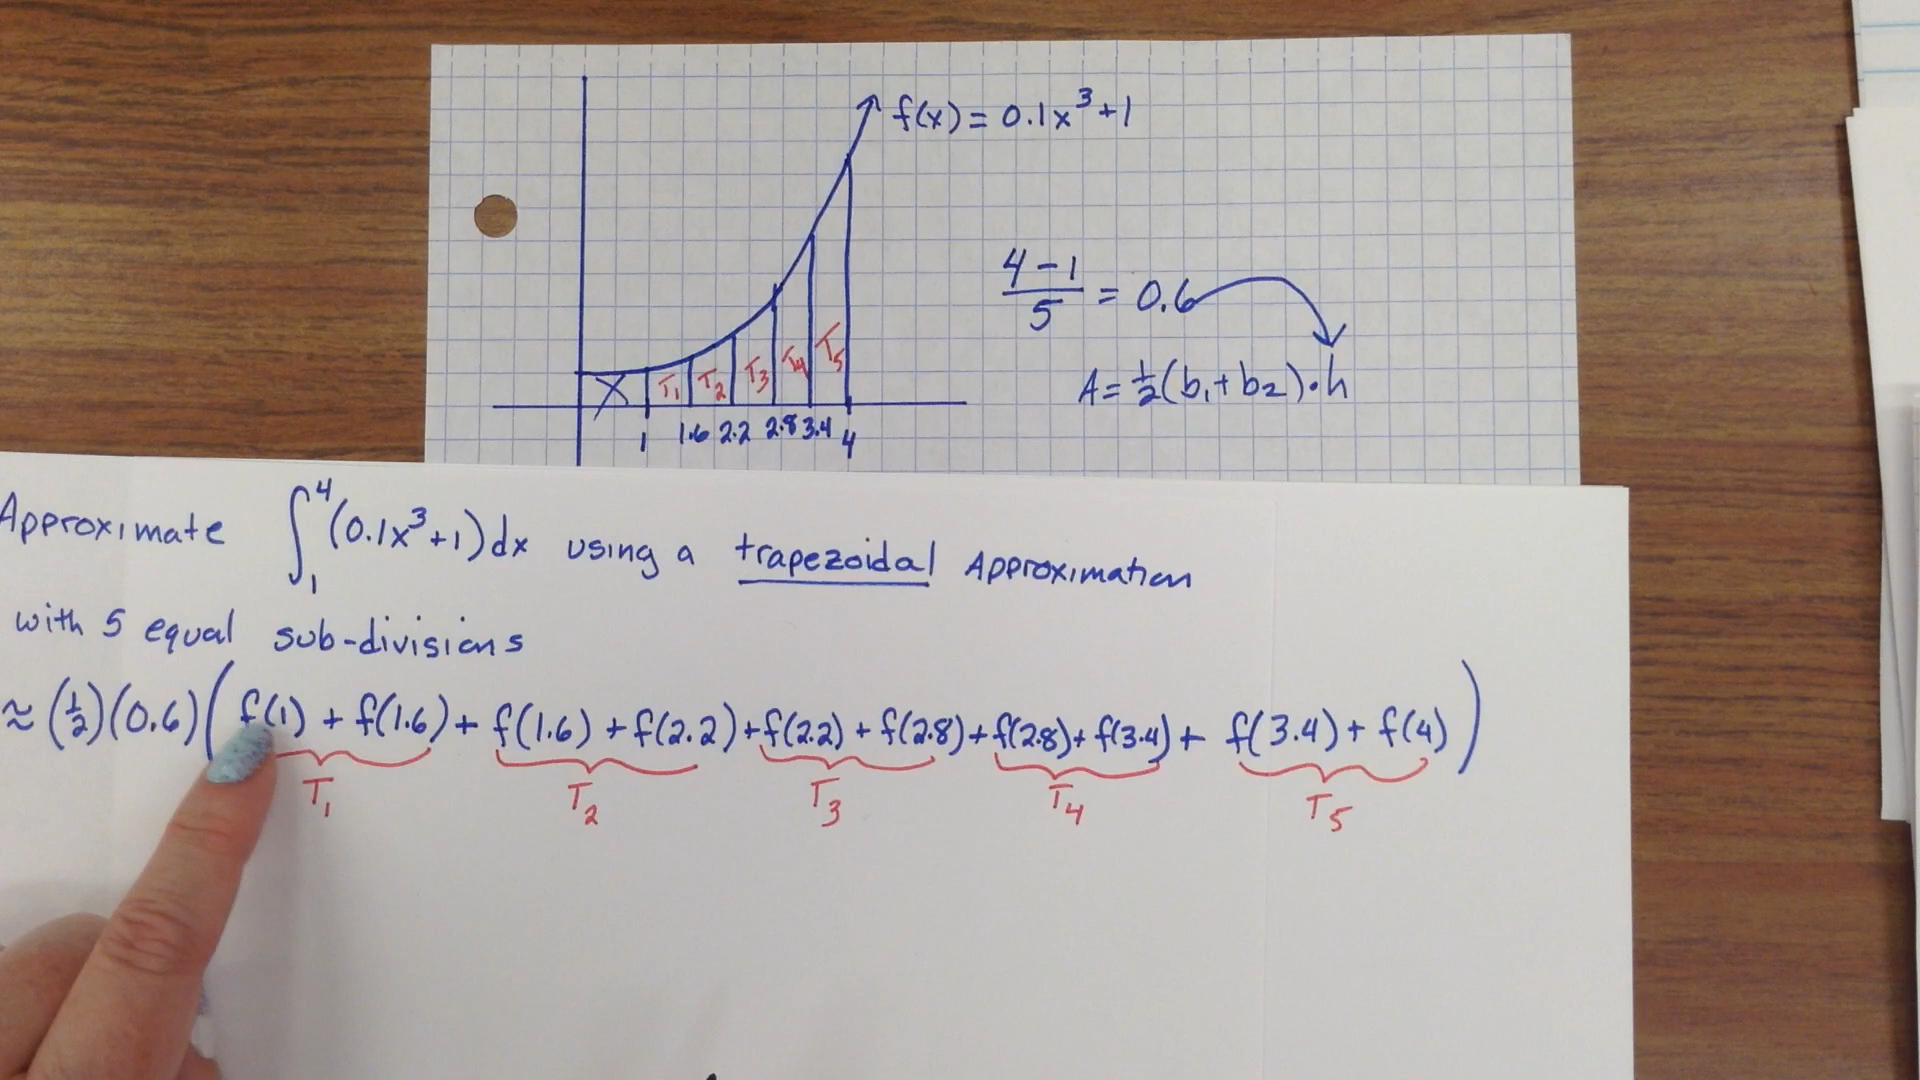 f(x) = 0.1x³+1
4-1/5 = 0.6
A = ½(b₁+b₂)·h
X T₁ T₂ T₃ T₄ T₅
1 1.6 2.2 2.8 3.4 4
Approximate ∫₁⁴(0.1x³+1)dx using a trapezoidal Approximation
with 5 equal sub-divisions
≈ (½)(0.6)(f(1) + f(1.6) + f(1.6) + f(2.2) + f(2.2) + f(2.8) + f(2.8) + f(3.4) + f(3.4) + f(4))
T₁ T₂ T₃ T₄ T₅